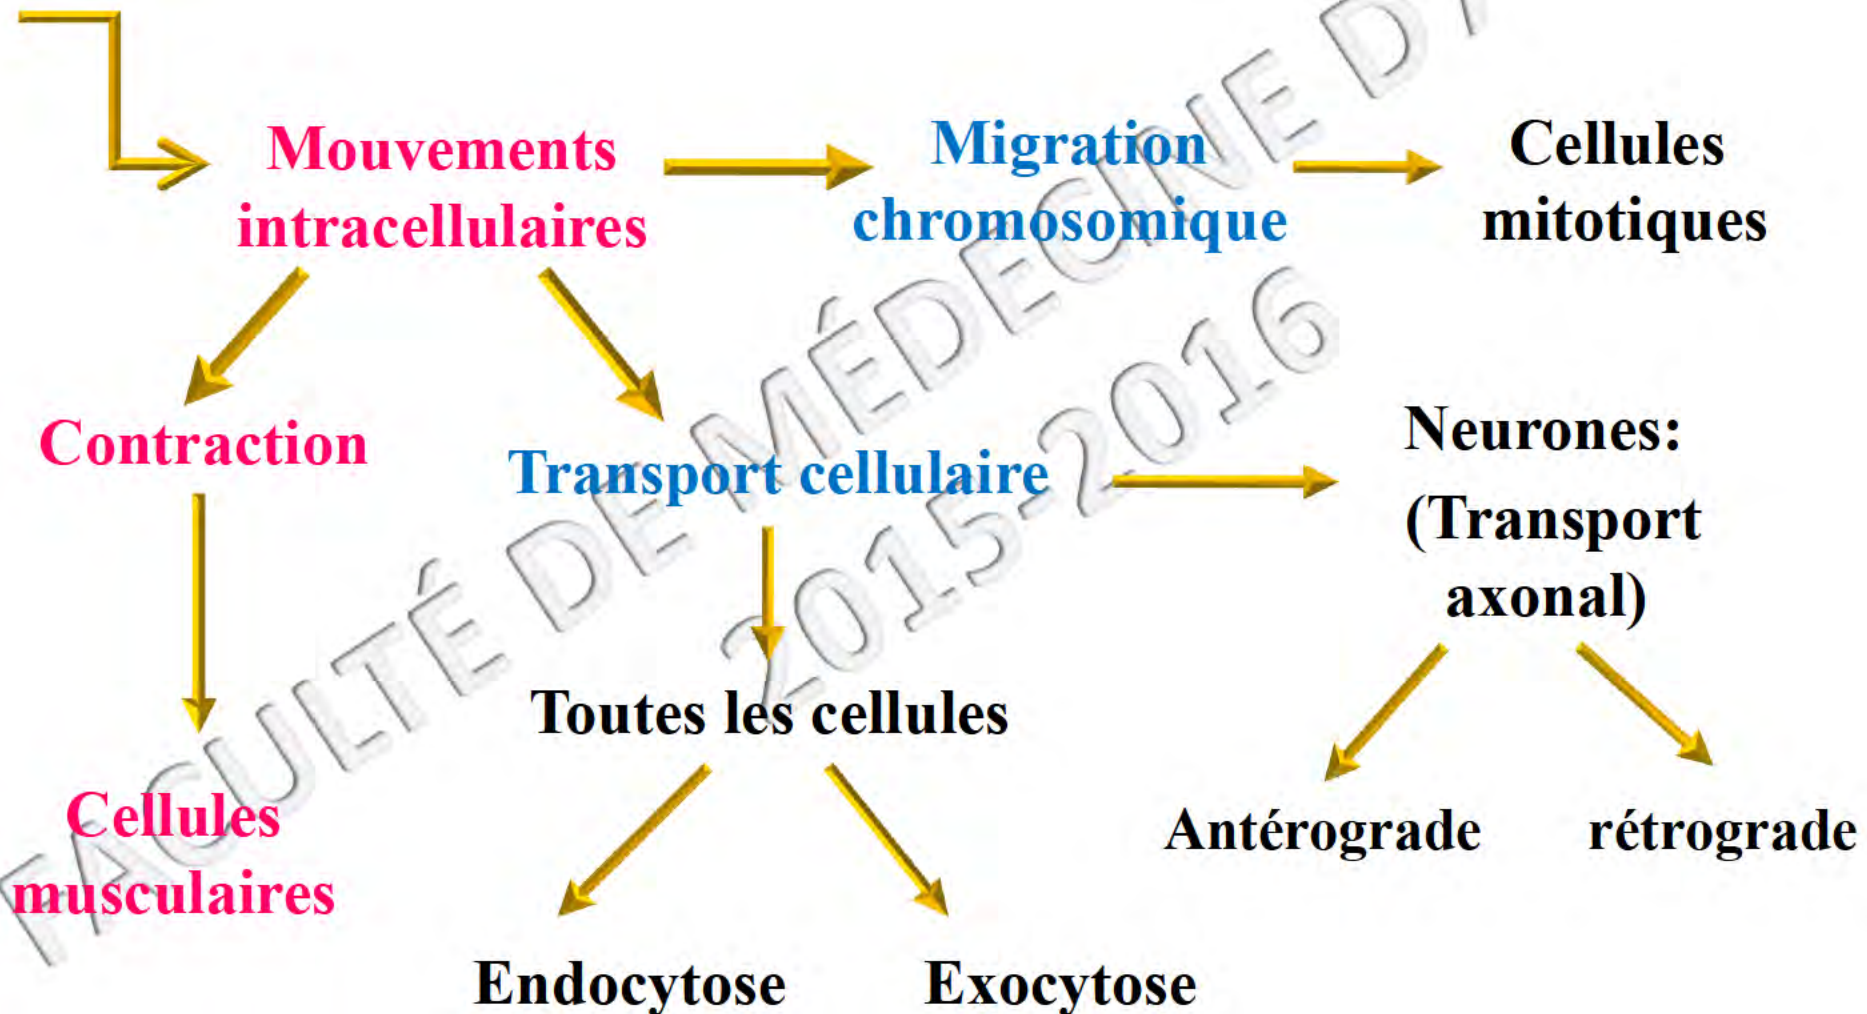 Mouvements
intracellulaires
Migration
chromosomique
Cellules
mitotiques
Contraction
Transport cellulaire
Neurones:
(Transport
axonal)
Toutes les cellules
Cellules
musculaires
Antérograde
rétrograde
Endocytose
Exocytose
FACULTÉ DE MÉDECINE
2015-2016